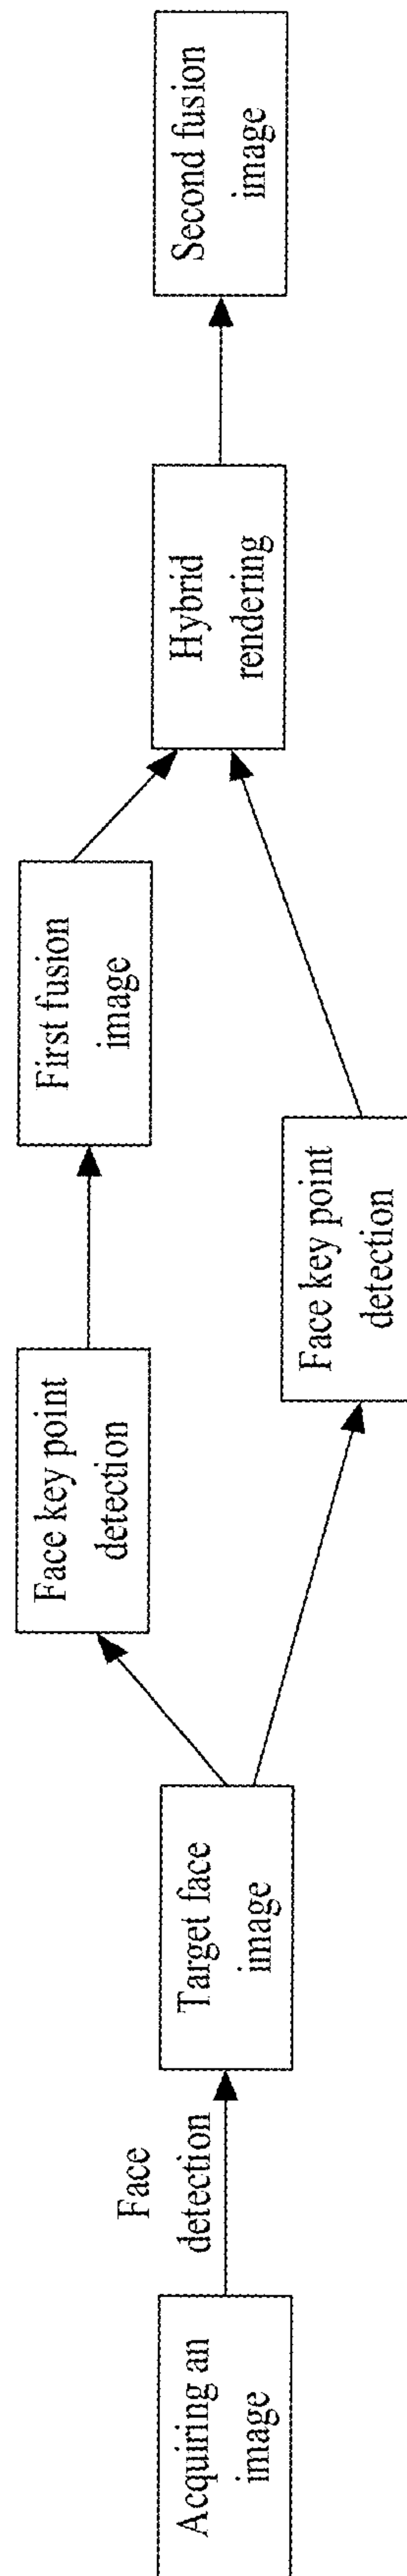 Acquiring an
image
Face
detection
Target face
image
Face key point
detection
First fusion
image
Face key point
detection
Hybrid
rendering
Second fusion
image